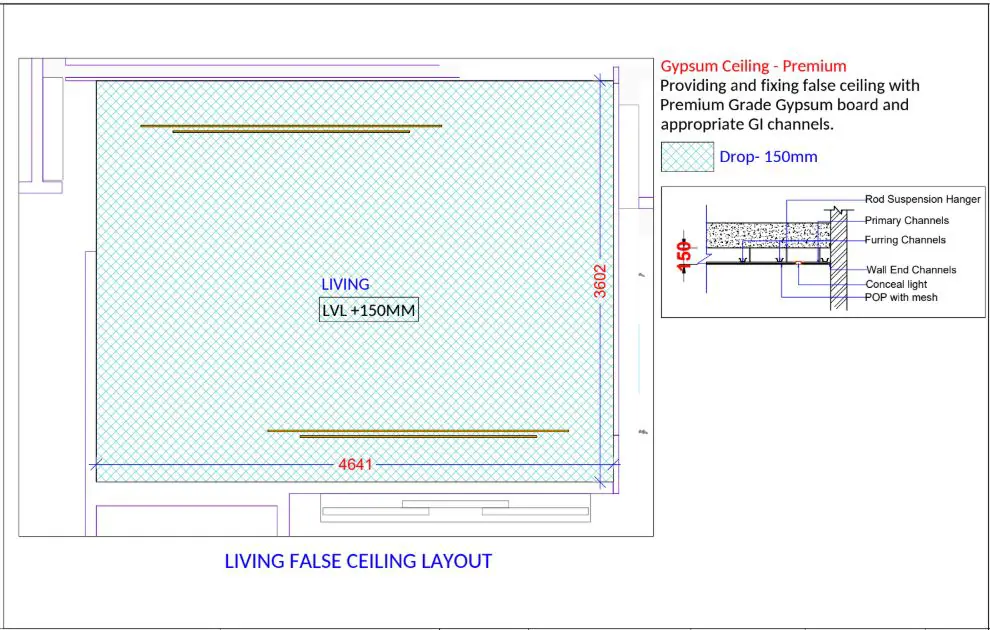 Gypsum Ceiling - Premium
Providing and fixing false ceiling with
Premium Grade Gypsum board and
appropriate GI channels.
Drop- 150mm
Rod Suspension Hanger
Primary Channels
Furring Channels
150
Wall End Channels
Conceal light
POP with mesh
3602
LIVING
LVL +150MM
4641
LIVING FALSE CEILING LAYOUT